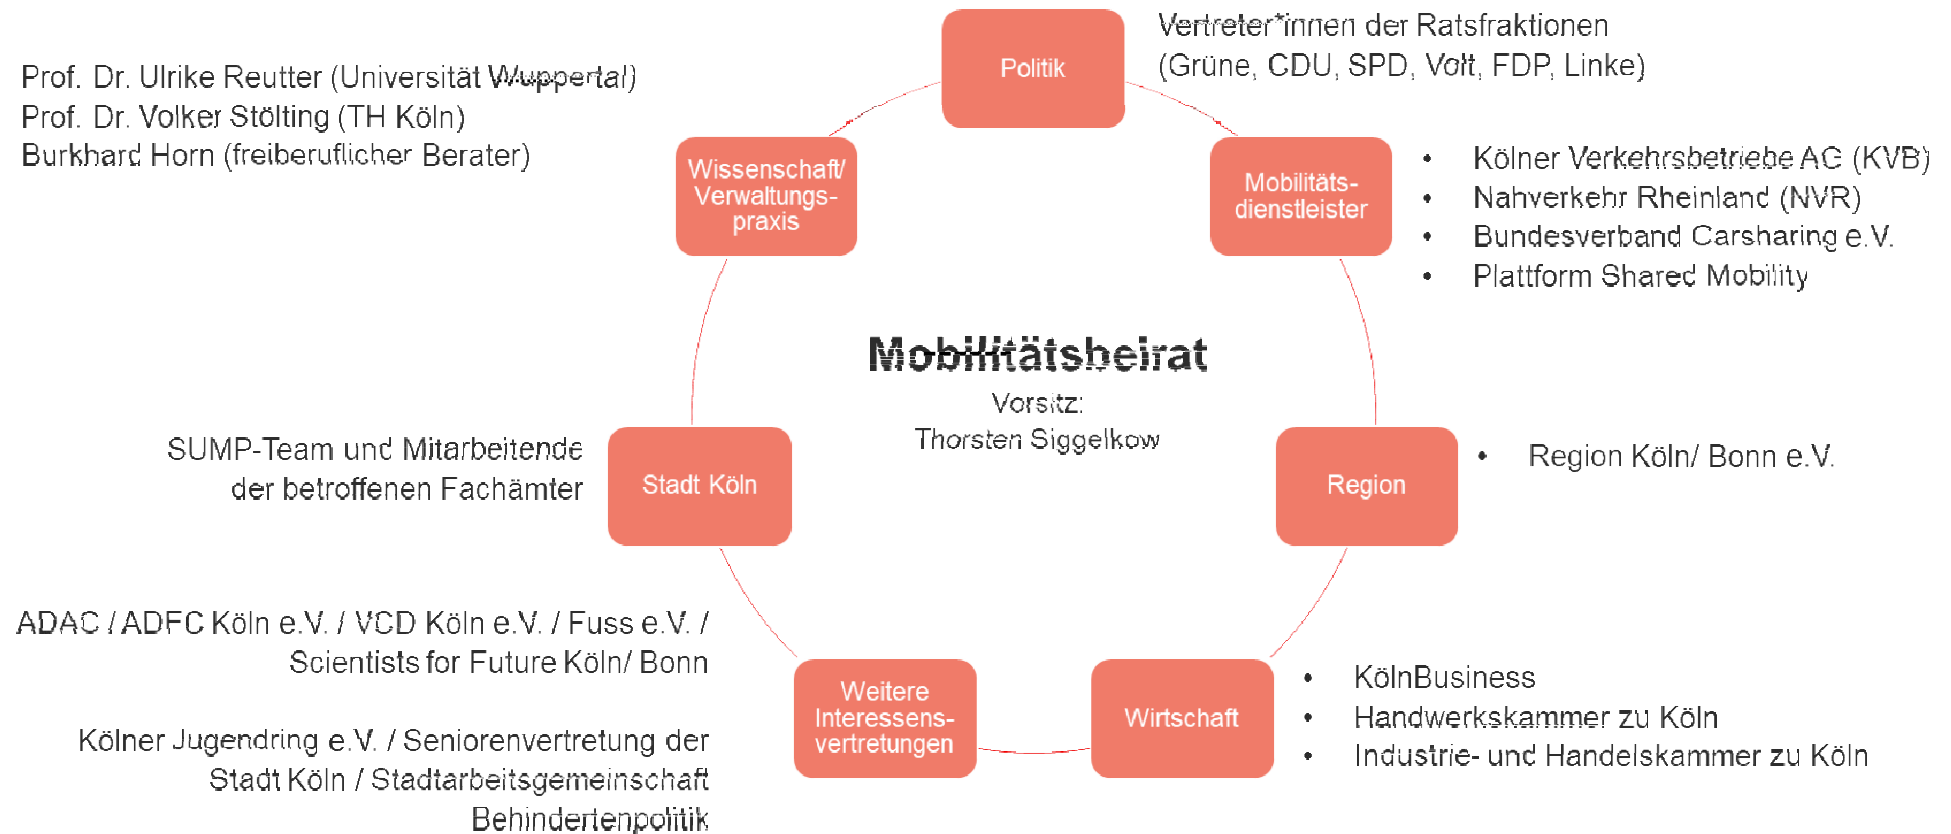 Politik
Vertreter*innen der Ratsfraktionen
(Grüne, CDU, SPD, Volt, FDP, Linke)
Prof. Dr. Ulrike Reutter (Universität Wuppertal)
Prof. Dr. Volker Stölting (TH Köln)
Burkhard Horn (freiberuflicher Berater)
Wissenschaft/
Verwaltungs-
praxis
Mobilitäts-
dienstleister
• Kölner Verkehrsbetriebe AG (KVB)
• Nahverkehr Rheinland (NVR)
• Bundesverband Carsharing e.V.
• Plattform Shared Mobility
Mobilitätsbeirat
Vorsitz:
Thorsten Siggelkow
SUMP-Team und Mitarbeitende
der betroffenen Fachämter
Stadt Köln
Region
• Region Köln/ Bonn e.V.
ADAC / ADFC Köln e.V. / VCD Köln e.V. / Fuss e.V. /
Scientists for Future Köln/ Bonn
Kölner Jugendring e.V. / Seniorenvertretung der
Stadt Köln / Stadtarbeitsgemeinschaft
Behindertenpolitik
Weitere
Interessens-
vertretungen
Wirtschaft
• KölnBusiness
• Handwerkskammer zu Köln
• Industrie- und Handelskammer zu Köln